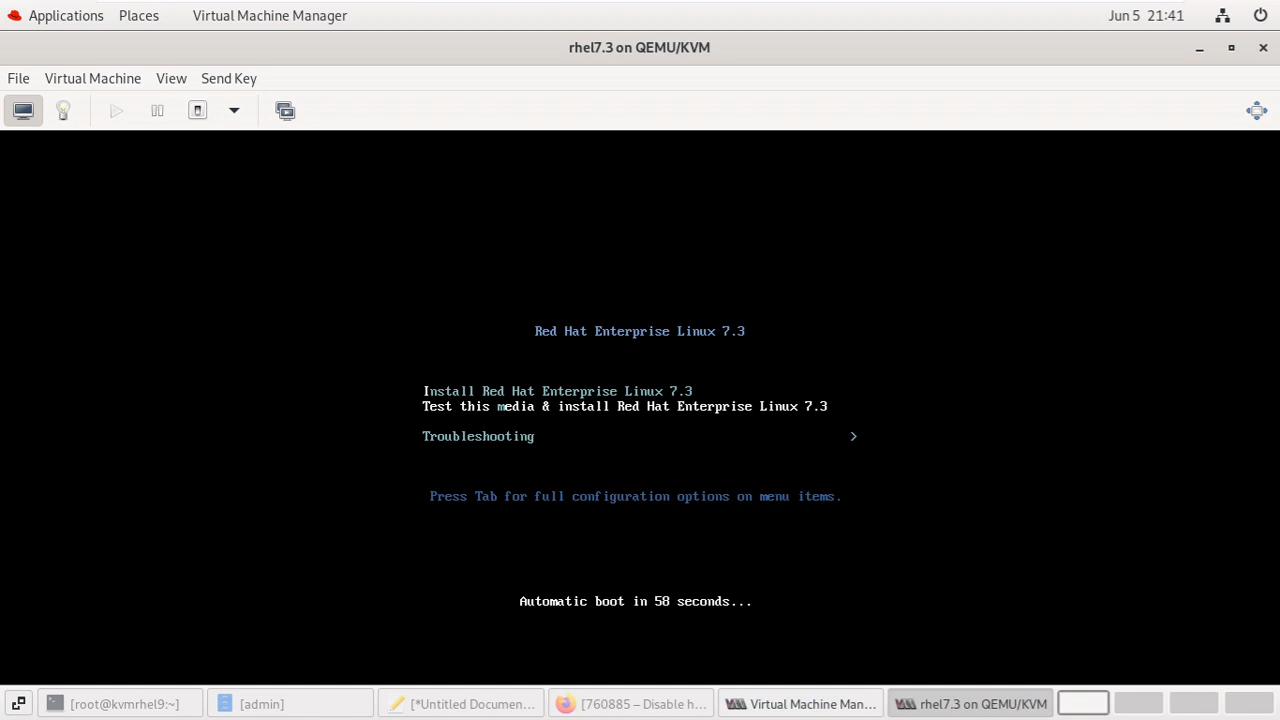 Applications Places Virtual Machine Manager Jun 5 21:41
rhel7.3 on QEMU/KVM
File Virtual Machine View Send Key
Red Hat Enterprise Linux 7.3
Install Red Hat Enterprise Linux 7.3
Test this media & install Red Hat Enterprise Linux 7.3
Troubleshooting >
Press Tab for full configuration options on menu items.
Automatic boot in 58 seconds...
[root@kvmrhel9:~] [admin] [*Untitled Documen... [760885 – Disable h... Virtual Machine Man... rhel7.3 on QEMU/KVM